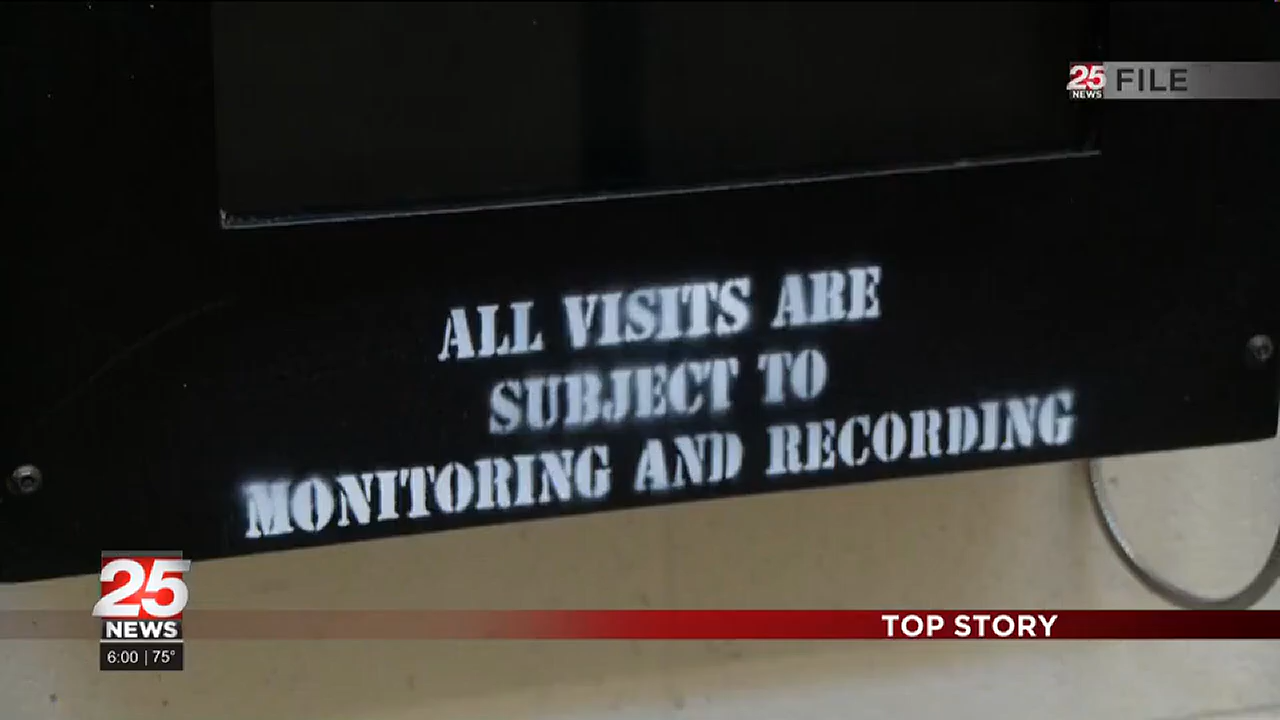 25 NEWS FILE
ALL VISITS ARE
SUBJECT TO
MONITORING AND RECORDING
25
NEWS
TOP STORY
6:00 | 75°